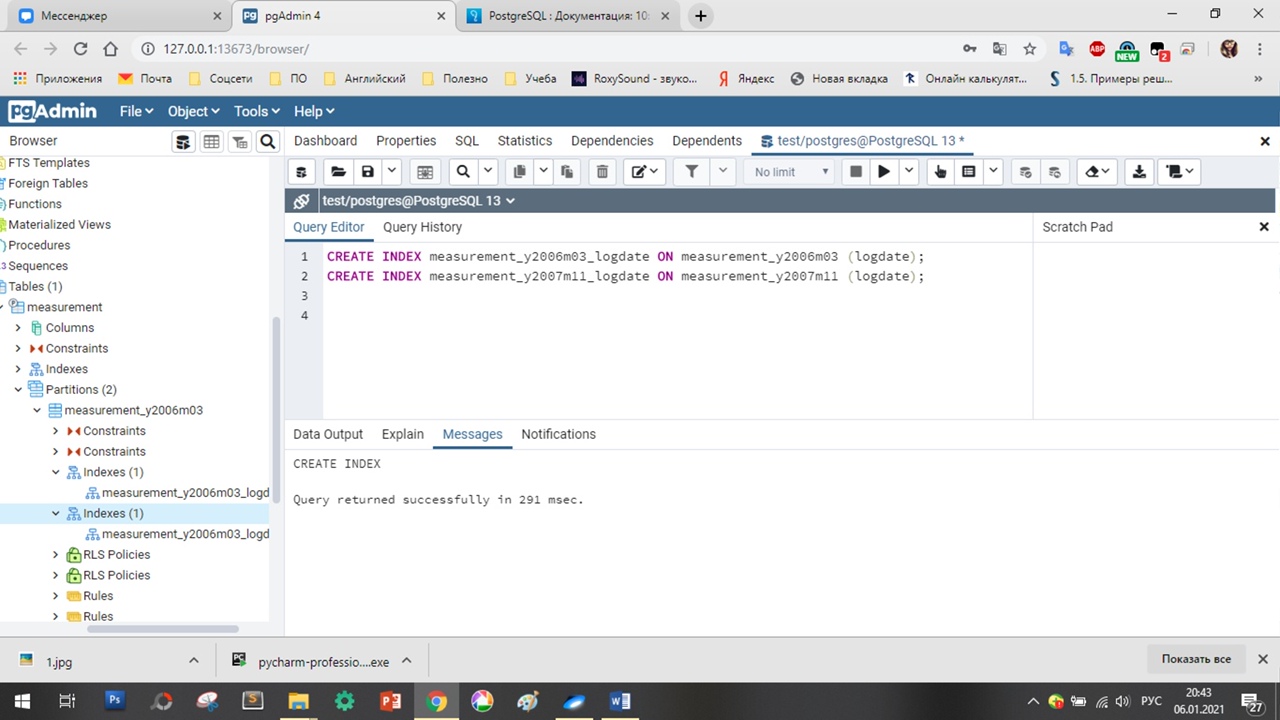 Мессенджер
pgAdmin 4
PostgreSQL : Документация: 10:
127.0.0.1:13673/browser/
ABP
NEW
2
Приложения
Почта
Соцсети
ПО
Английский
Полезно
Учеба
RoxySound - звуко...
Яндекс
Новая вкладка
Онлайн калькулят...
1.5. Примеры реш...
pgAdmin
File
Object
Tools
Help
Browser
Dashboard
Properties
SQL
Statistics
Dependencies
Dependents
test/postgres@PostgreSQL 13 *
No limit
test/postgres@PostgreSQL 13
Query Editor
Query History
Scratch Pad
1 CREATE INDEX measurement_y2006m03_logdate ON measurement_y2006m03 (logdate);
2 CREATE INDEX measurement_y2007m11_logdate ON measurement_y2007m11 (logdate);
3
4
FTS Templates
Foreign Tables
Functions
Materialized Views
Procedures
Sequences
Tables (1)
measurement
Columns
Constraints
Indexes
Partitions (2)
measurement_y2006m03
Constraints
Constraints
Indexes (1)
measurement_y2006m03_logd
Indexes (1)
measurement_y2006m03_logd
RLS Policies
RLS Policies
Rules
Rules
Data Output
Explain
Messages
Notifications
CREATE INDEX
Query returned successfully in 291 msec.
1.jpg
pycharm-professio....exe
Показать все
Ps
S
P
W
РУС
20:43
06.01.2021
27